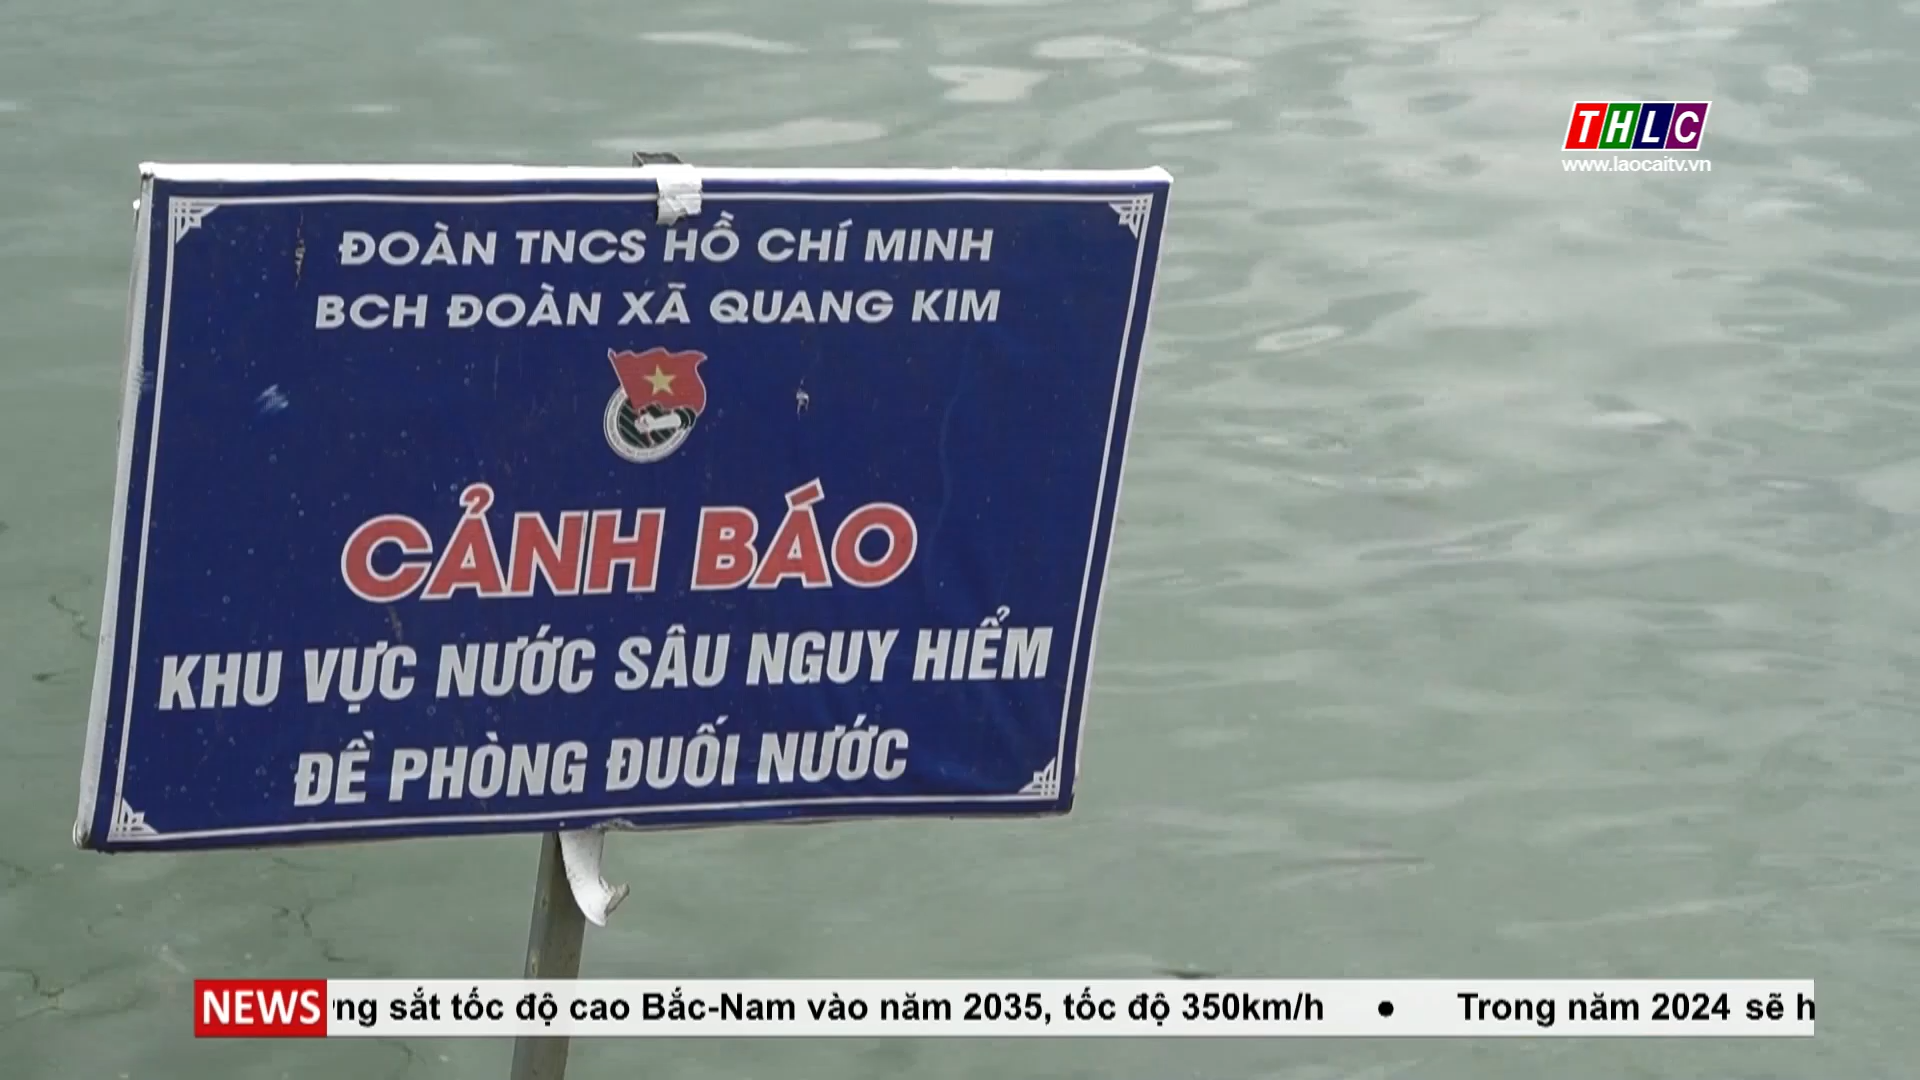 THLC
www.laocaitv.vn
ĐOÀN TNCS HỒ CHÍ MINH
BCH ĐOÀN XÃ QUANG KIM
CẢNH BÁO
KHU VỰC NƯỚC SÂU NGUY HIỂM
ĐỀ PHÒNG ĐUỐI NƯỚC
NEWS
sắt tốc độ cao Bắc-Nam vào năm 2035, tốc độ 350km/h • Trong năm 2024 sẽ